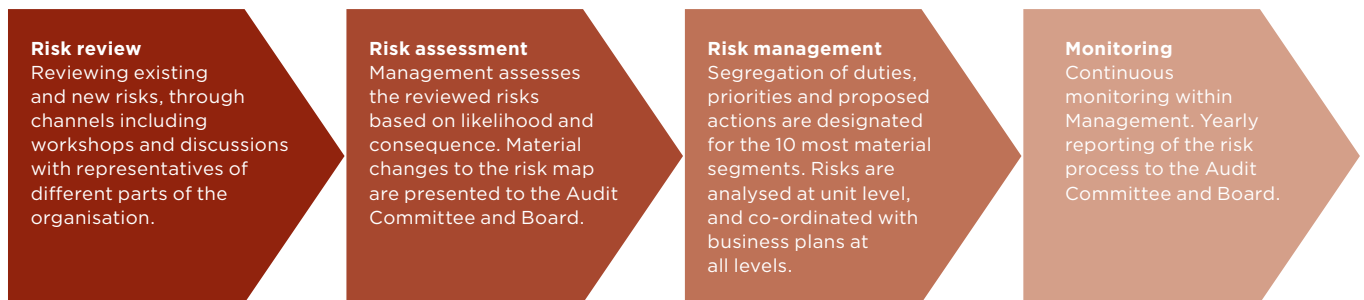 Risk review
Reviewing existing
and new risks, through
channels including
workshops and discussions
with representatives of
different parts of the
organisation.
Risk assessment
Management assesses
the reviewed risks
based on likelihood and
consequence. Material
changes to the risk map
are presented to the Audit
Committee and Board.
Risk management
Segregation of duties,
priorities and proposed
actions are designated
for the 10 most material
segments. Risks are
analysed at unit level,
and co-ordinated with
business plans at
all levels.
Monitoring
Continuous
monitoring within
Management. Yearly
reporting of the risk
process to the Audit
Committee and Board.